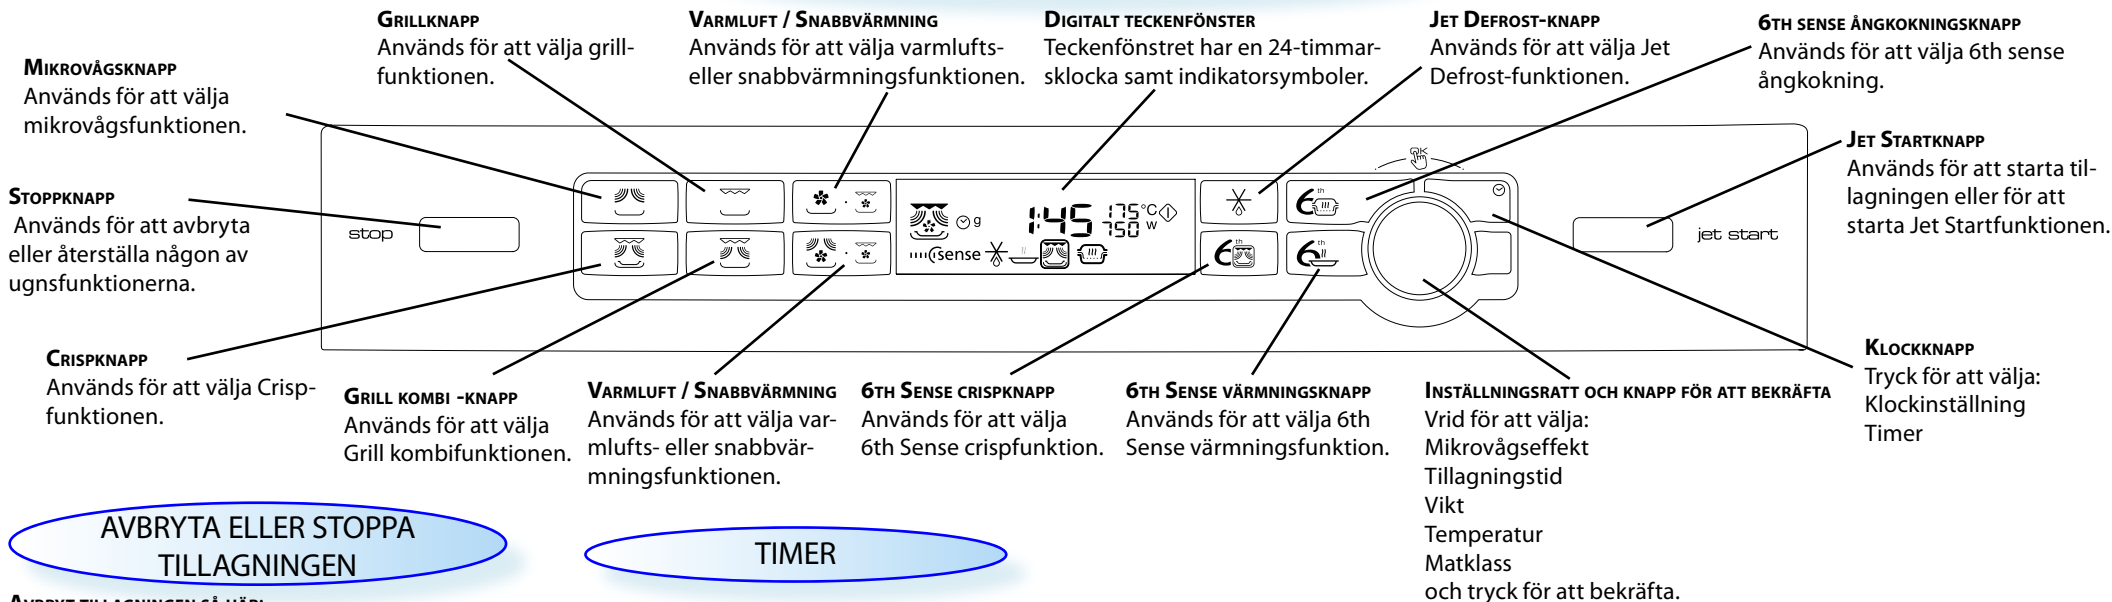 GRILLKNAPP
Används för att välja grill-
funktionen.
VARMLUFT / SNABBVÄRMNING
Används för att välja varmlufts-
eller snabbvärmningsfunktionen.
DIGITALT TECKENFÖNSTER
Teckenfönstret har en 24-timmar-
sklocka samt indikatorsymboler.
JET DEFROST-KNAPP
Används för att välja Jet
Defrost-funktionen.
6TH SENSE ÅNGKOKNINGSKNAPP
Används för att välja 6th sense
ångkokning.
MIKROVÅGSKNAPP
Används för att välja
mikrovågsfunktionen.
JET STARTKNAPP
Används för att starta til-
lagningen eller för att
starta Jet Startfunktionen.
STOPPKNAPP
Används för att avbryta
eller återställa någon av
ugnsfunktionerna.
stop
g
1:45
175°C
750 W
sense
6th
6th
6th
OK
jet start
CRISPKNAPP
Används för att välja Crisp-
funktionen.
GRILL KOMBI -KNAPP
Används för att välja
Grill kombifunktionen.
VARMLUFT / SNABBVÄRMNING
Används för att välja var-
mlufts- eller snabbvär-
mningsfunktionen.
6TH SENSE CRISPKNAPP
Används för att välja
6th Sense crispfunktion.
6TH SENSE VÄRMNINGSKNAPP
Används för att välja 6th
Sense värmningsfunktion.
INSTÄLLNINGSRATT OCH KNAPP FÖR ATT BEKRÄFTA
Vrid för att välja:
Mikrovågseffekt
Tillagningstid
Vikt
Temperatur
Matklass
och tryck för att bekräfta.
KLOCKKNAPP
Tryck för att välja:
Klockinställning
Timer
AVBRYTA ELLER STOPPA
TILLAGNINGEN
TIMER
AVBRYT TILLAGNINGEN SÅ HÄR: